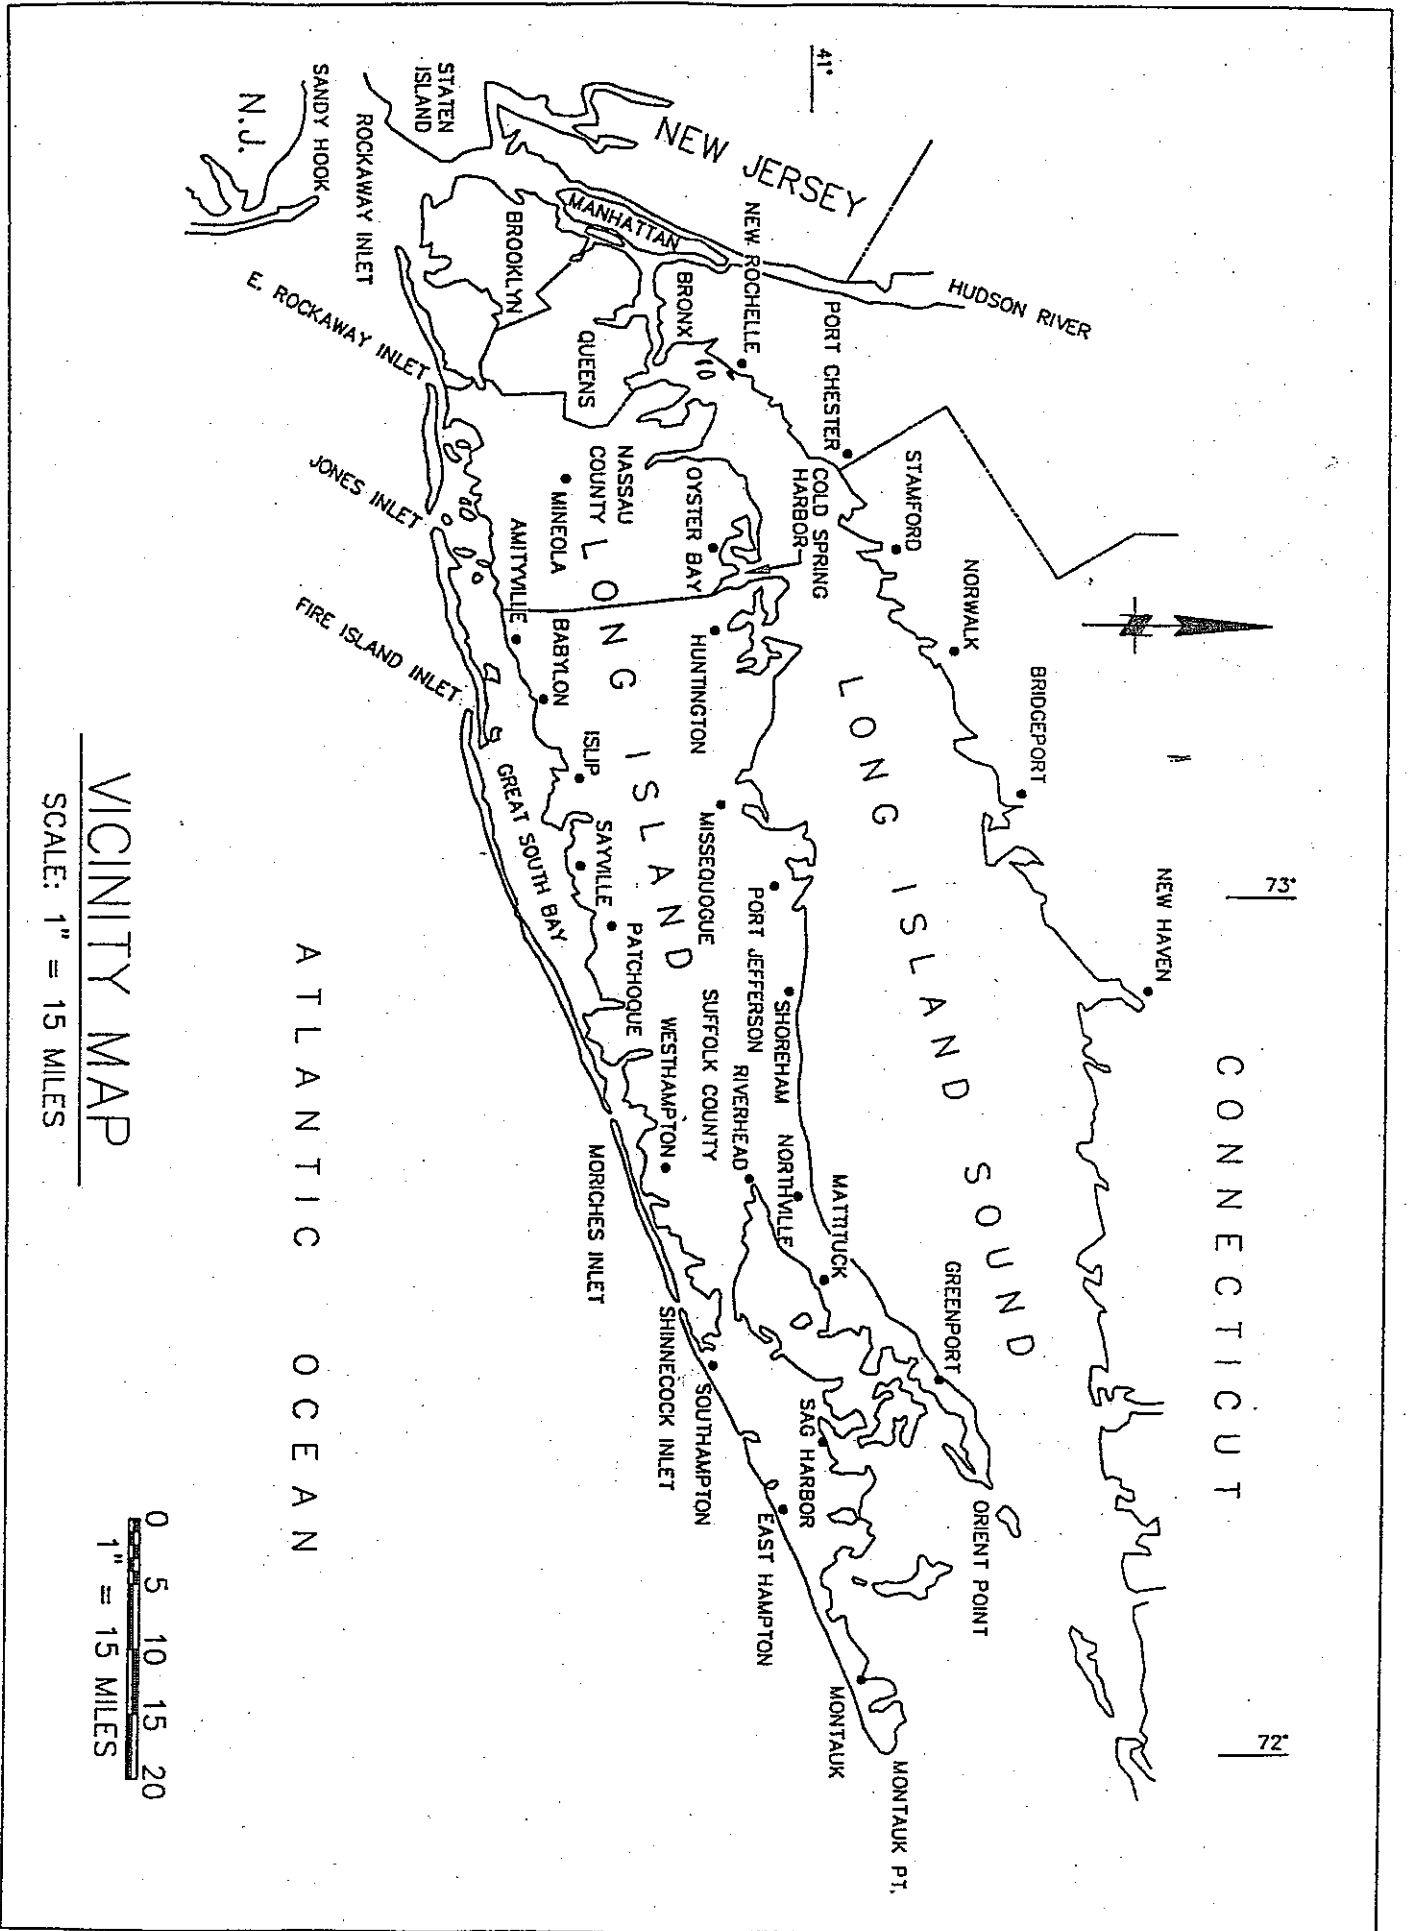 41°
73°
72°
NEW JERSEY
HUDSON RIVER
CONNECTICUT
NEW HAVEN
BRIDGEPORT
NORWALK
STAMFORD
PORT CHESTER
NEW ROCHELLE
LONG ISLAND SOUND
MANHATTAN
BRONX
QUEENS
BROOKLYN
STATEN
ISLAND
ROCKAWAY INLET
SANDY HOOK
N.J.
E. ROCKAWAY INLET
JONES INLET
FIRE ISLAND INLET
COLD SPRING
HARBOR
OYSTER BAY
NASSAU
COUNTY
MINEOLA
AMITYVILLE
BABYLON
HUNTINGTON
LONG ISLAND
ISLIP
SAYVILLE
PATCHOQUE
GREAT SOUTH BAY
MISSEQUOGUE
PORT JEFFERSON
SHOREHAM
SUFFOLK COUNTY
RIVERHEAD
NORTHVILLE
MATTITUCK
GREENPORT
ORIENT POINT
WESTHAMPTON
MORICHES INLET
SHINNECOCK INLET
SOUTHAMPTON
SAG HARBOR
EAST HAMPTON
MONTAUK
MONTAUK PT.
ATLANTIC OCEAN
VICINITY MAP
SCALE: 1" = 15 MILES
0 5 10 15 20
1" = 15 MILES